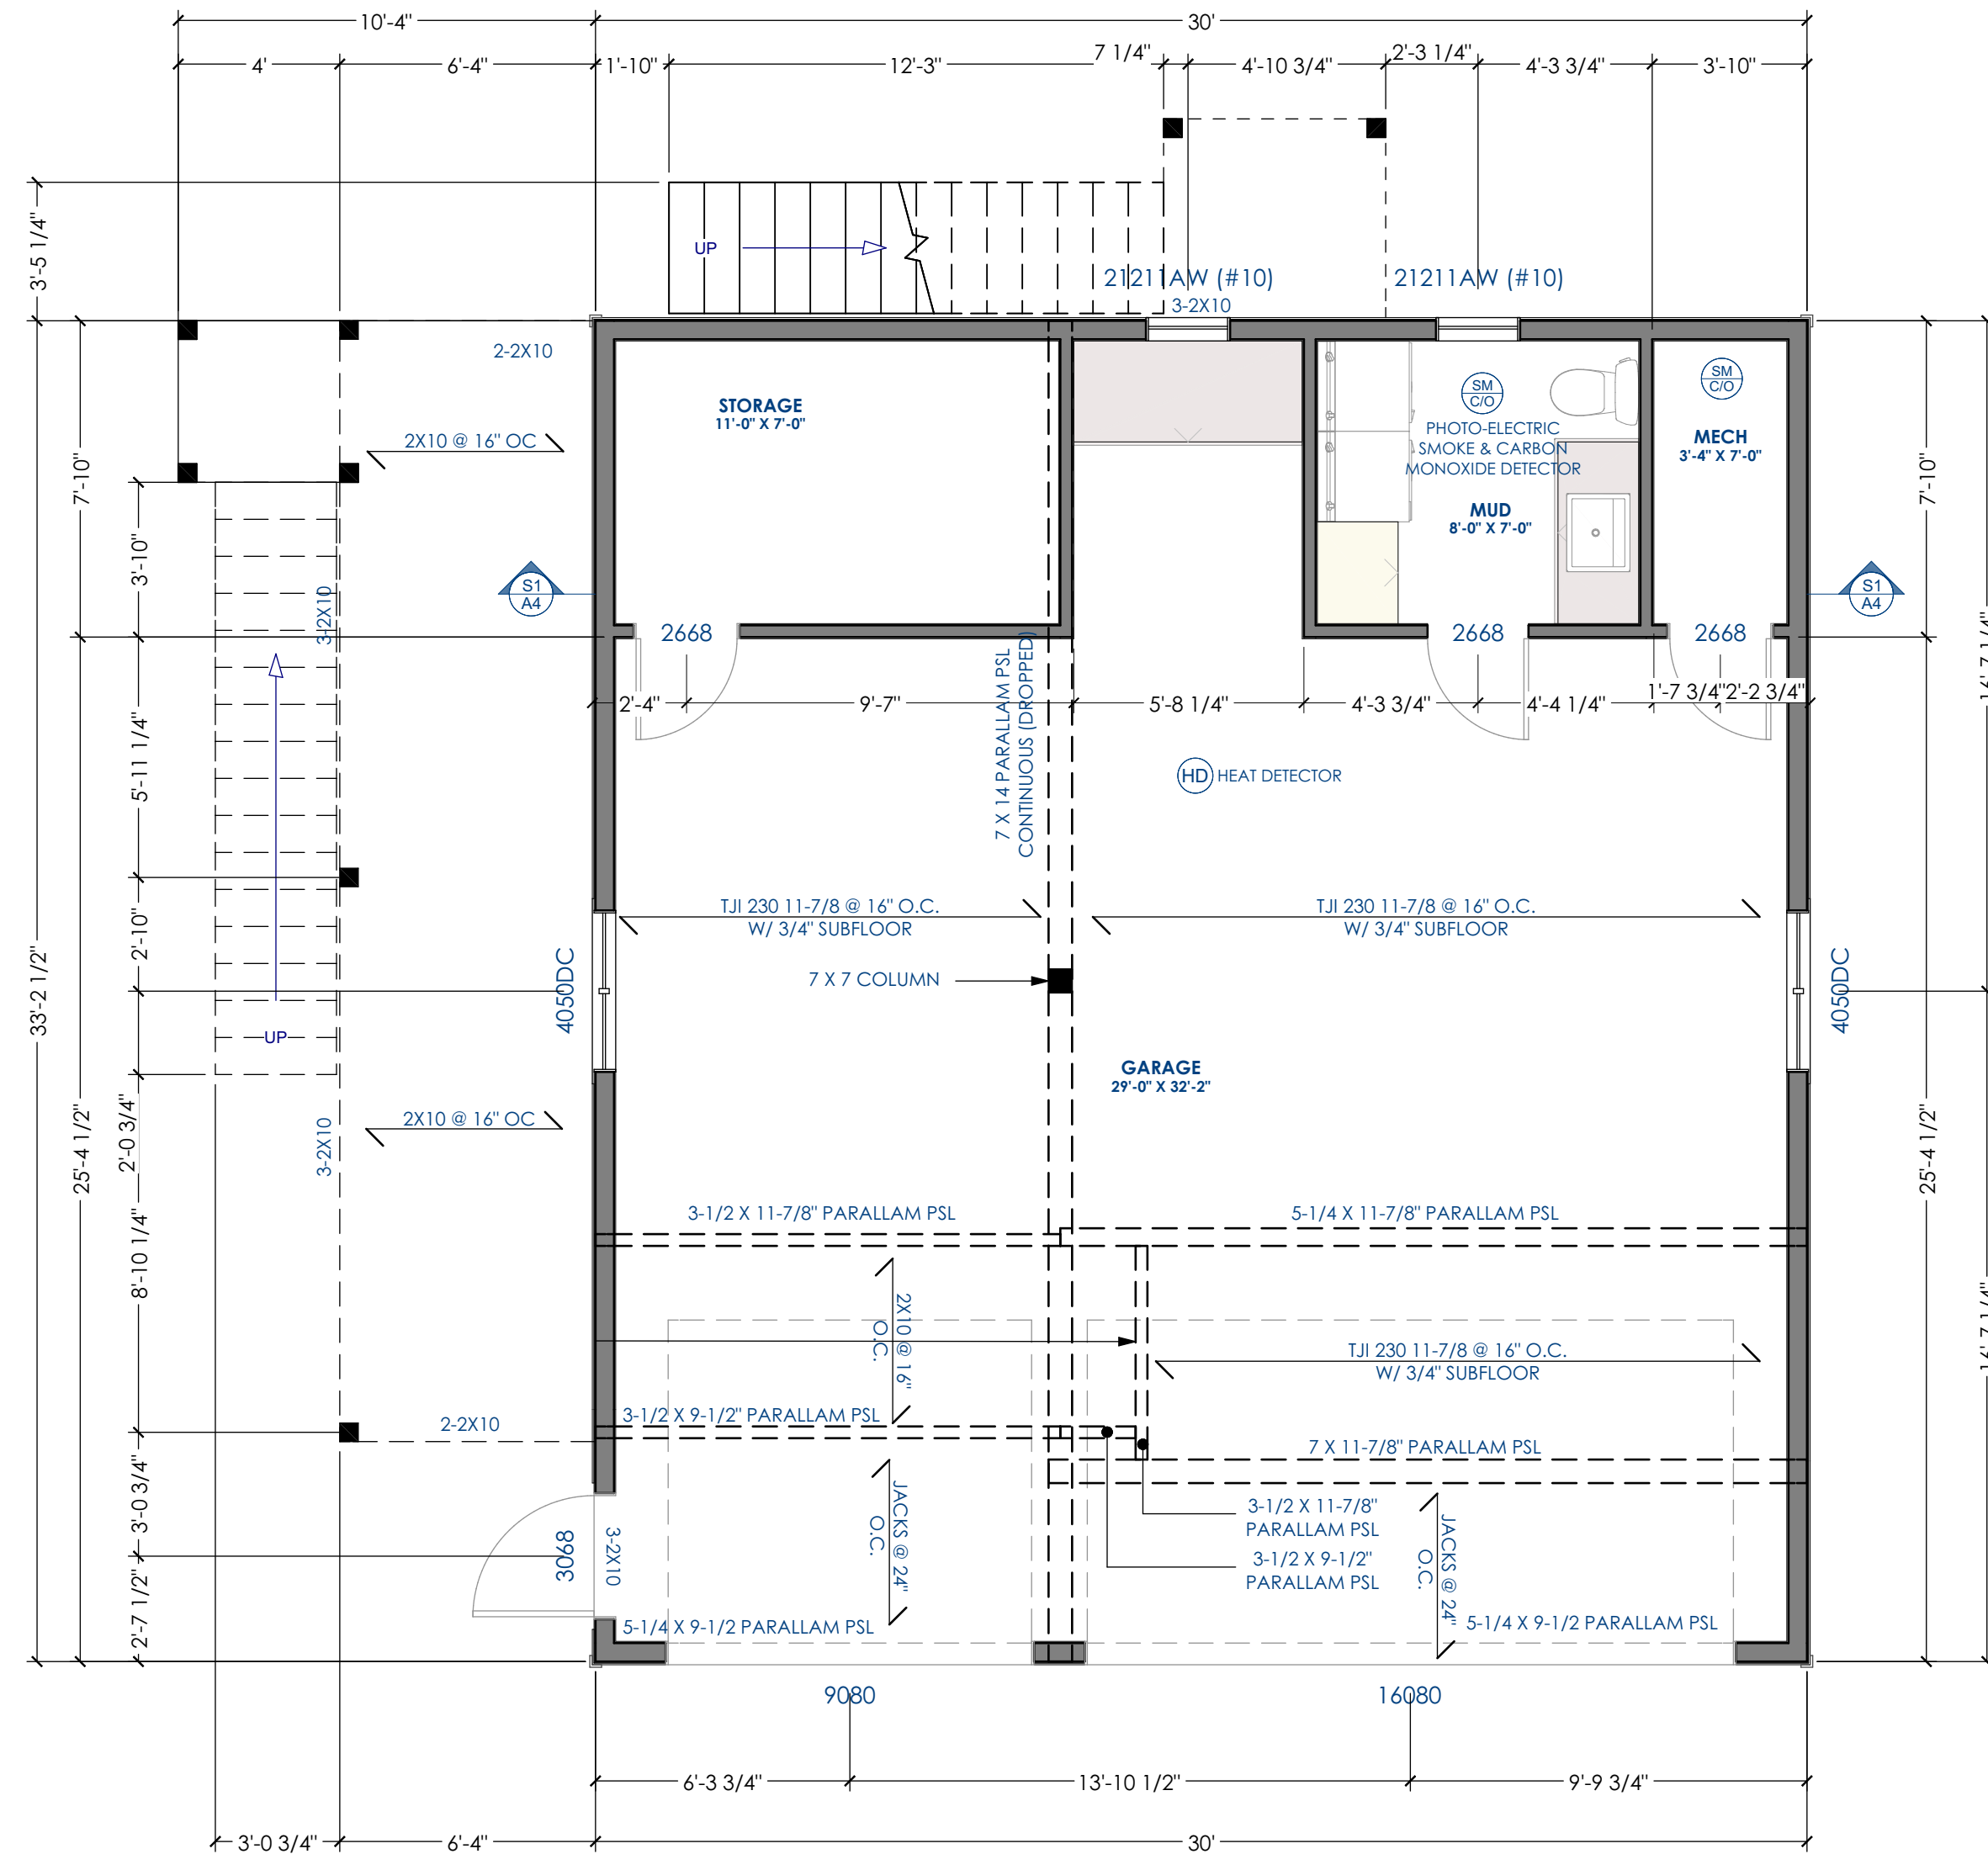 10'-4"
30'
4'
6'-4"
1'-10"
12'-3"
7 1/4"
4'-10 3/4"
2'-3 1/4"
4'-3 3/4"
3'-10"
3'-5 1/4"
UP
21211AW (#10)
21211AW (#10)
3-2X10
2-2X10
STORAGE
11'-0" X 7'-0"
SM
C/O
PHOTO-ELECTRIC
SMOKE & CARBON
MONOXIDE DETECTOR
MUD
8'-0" X 7'-0"
SM
C/O
MECH
3'-4" X 7'-0"
2X10 @ 16" OC
7'-10"
7'-10"
3'-10"
3-2X10
S1
A4
S1
A4
2668
2668
2668
2'-4"
9'-7"
5'-8 1/4"
4'-3 3/4"
4'-4 1/4"
1'-7 3/4"
2'-2 3/4"
16'-7 1/4"
7 X 14 PARALLAM PSL
CONTINUOUS (DROPPED)
HD
HEAT DETECTOR
5'-11 1/4"
TJI 230 11-7/8 @ 16" O.C.
W/ 3/4" SUBFLOOR
TJI 230 11-7/8 @ 16" O.C.
W/ 3/4" SUBFLOOR
2'-10"
33'-2 1/2"
4050DC
4050DC
7 X 7 COLUMN
UP
GARAGE
29'-0" X 32'-2"
2'-0 3/4"
25'-4 1/2"
25'-4 1/2"
3-2X10
2X10 @ 16" OC
3-1/2 X 11-7/8" PARALLAM PSL
5-1/4 X 11-7/8" PARALLAM PSL
8'-10 1/4"
2X10 @ 16"
O.C.
16'-7 1/4"
TJI 230 11-7/8 @ 16" O.C.
W/ 3/4" SUBFLOOR
3-1/2 X 9-1/2" PARALLAM PSL
2-2X10
7 X 11-7/8" PARALLAM PSL
3'-0 3/4"
JACKS @ 24"
O.C.
3-1/2 X 11-7/8"
PARALLAM PSL
3-1/2 X 9-1/2"
PARALLAM PSL
JACKS @ 24"
O.C.
3068
3-2X10
2'-7 1/2"
5-1/4 X 9-1/2 PARALLAM PSL
5-1/4 X 9-1/2 PARALLAM PSL
9080
16080
6'-3 3/4"
13'-10 1/2"
9'-9 3/4"
3'-0 3/4"
6'-4"
30'